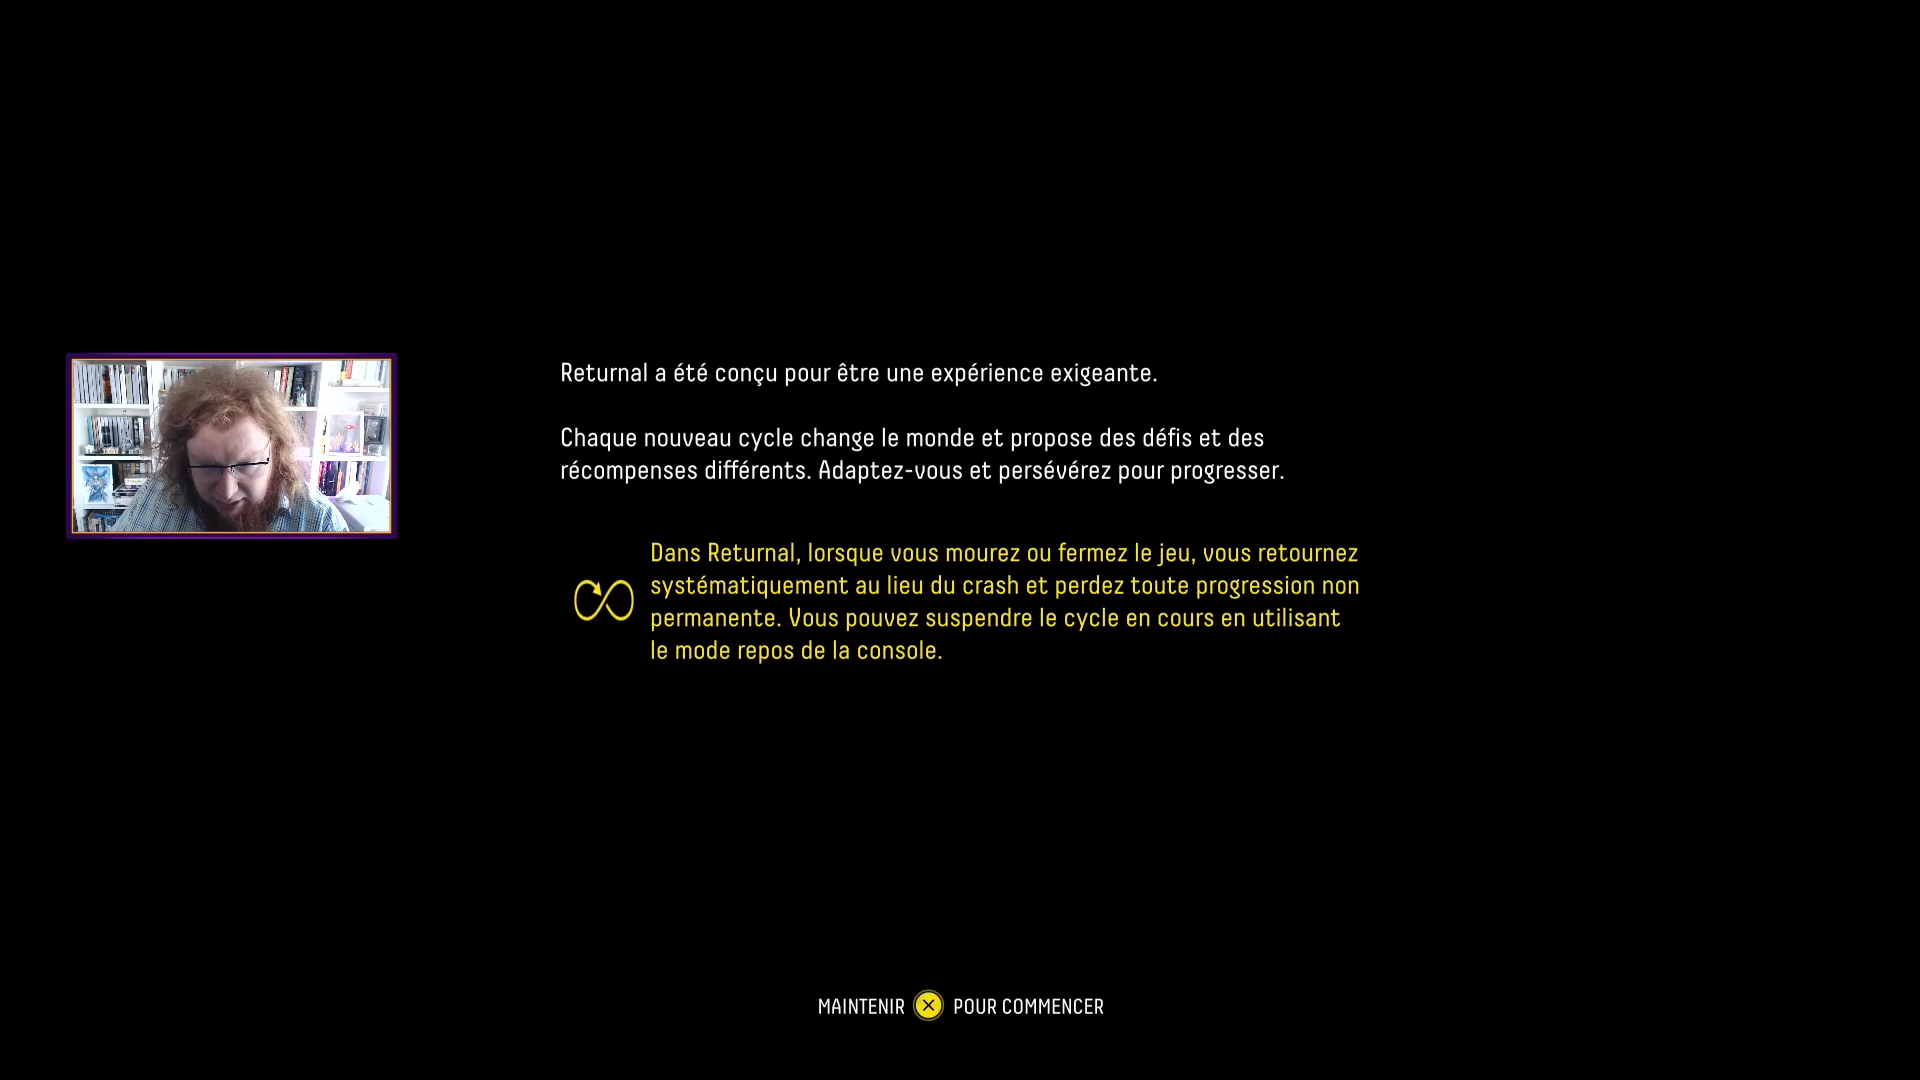 Returnal a été conçu pour être une expérience exigeante.
Chaque nouveau cycle change le monde et propose des défis et des
récompenses différents. Adaptez-vous et persévérez pour progresser.
Dans Returnal, lorsque vous mourez ou fermez le jeu, vous retournez
systématiquement au lieu du crash et perdez toute progression non
permanente. Vous pouvez suspendre le cycle en cours en utilisant
le mode repos de la console.
MAINTENIR POUR COMMENCER